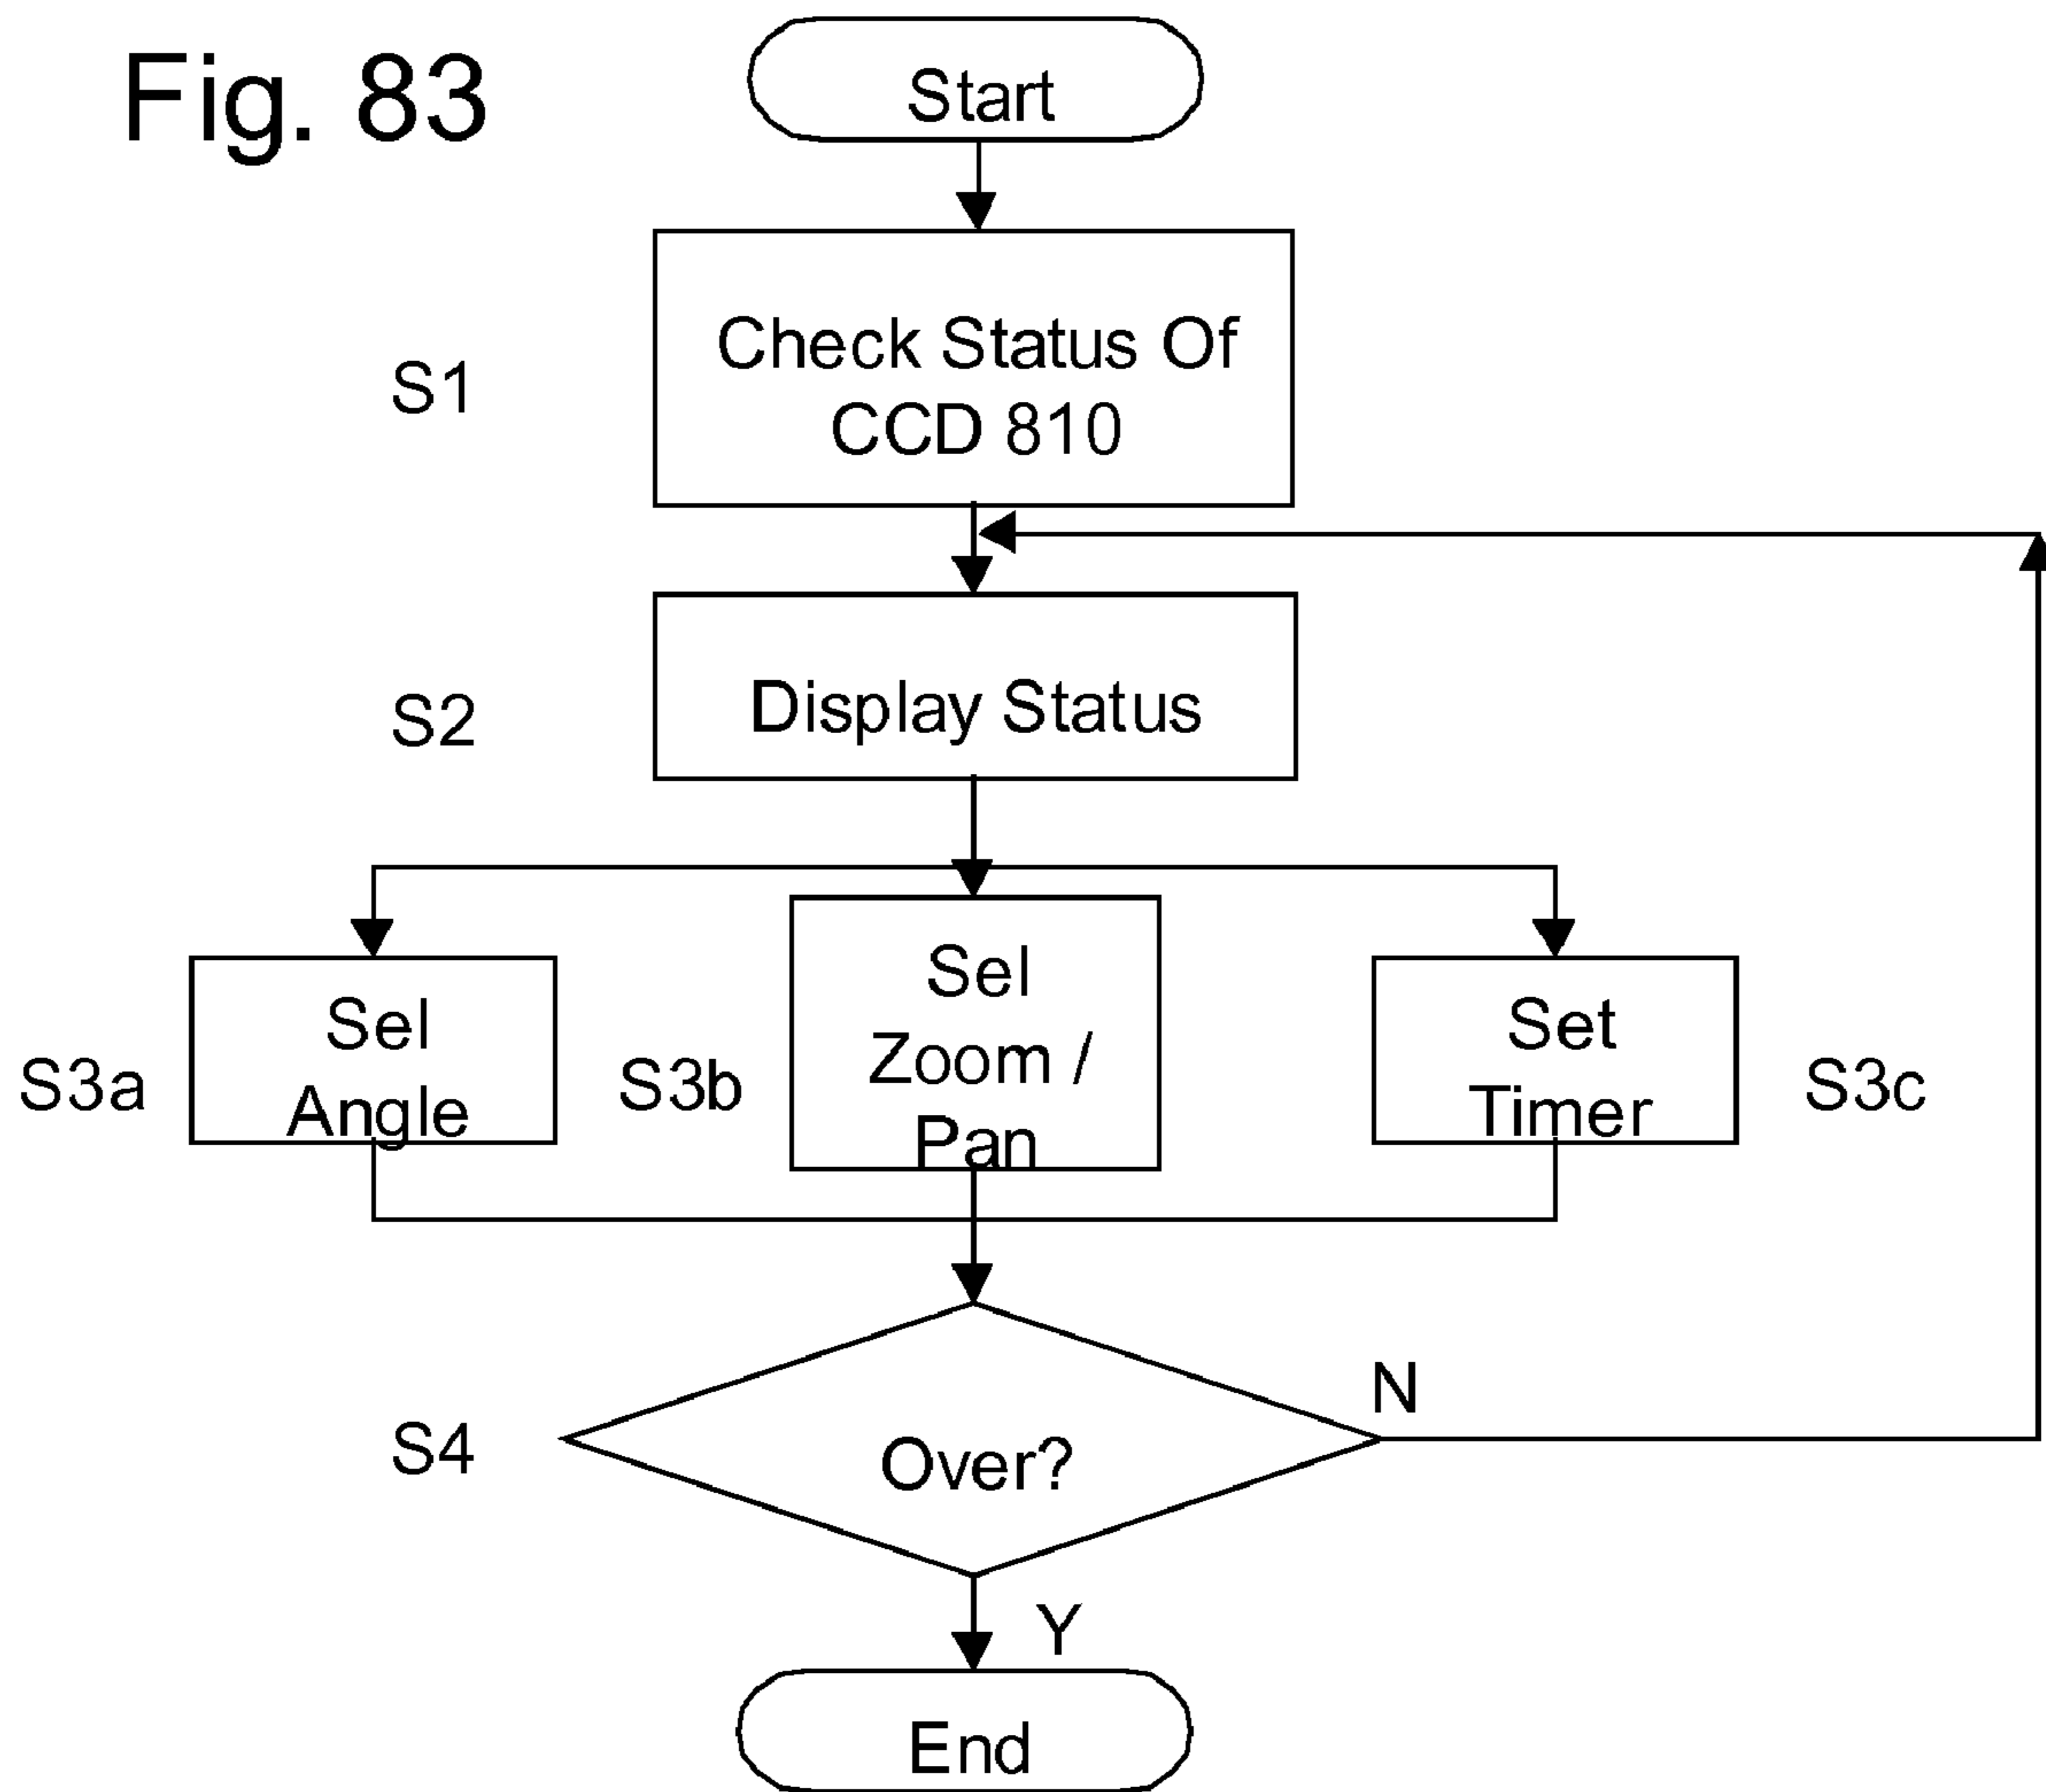 Fig. 83
Start
S1
Check Status Of
CCD 810
S2
Display Status
S3a
Sel
Angle
S3b
Sel
Zoom /
Pan
Set
Timer
S3c
S4
Over?
N
Y
End